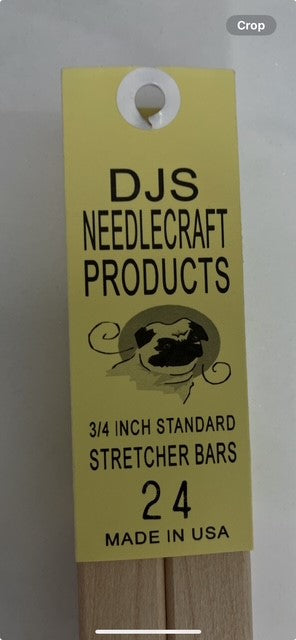 Crop
DJS
NEEDLECRAFT
PRODUCTS
3/4 INCH STANDARD
STRETCHER BARS
24
MADE IN USA